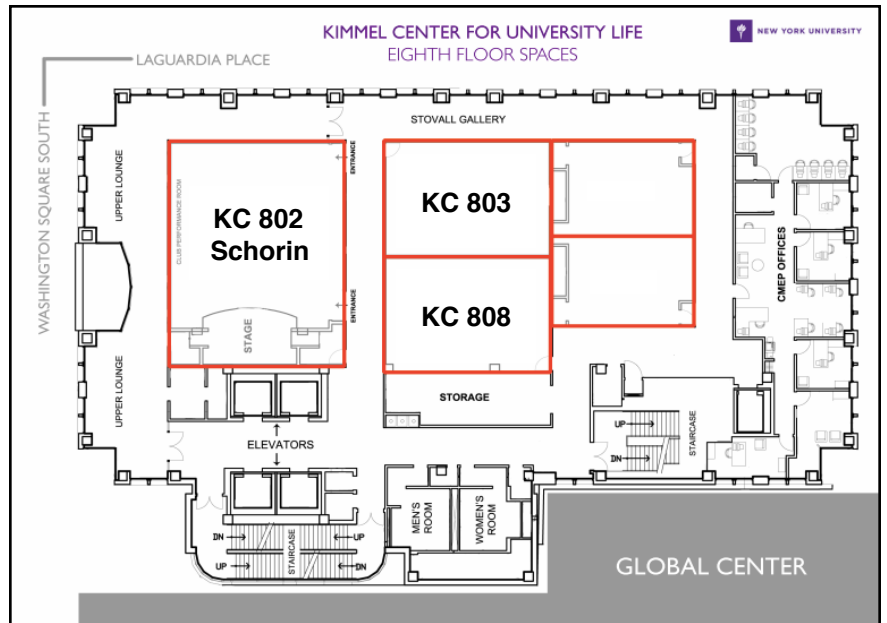 KIMMEL CENTER FOR UNIVERSITY LIFE
EIGHTH FLOOR SPACES
NEW YORK UNIVERSITY
LAGUARDIA PLACE
WASHINGTON SQUARE SOUTH
STOVALL GALLERY
UPPER LOUNGE
CLUB PERFORMANCE ROOM
KC 802
Schorin
ENTRANCE
ENTRANCE
STAGE
KC 803
KC 808
CMEP OFFICES
STORAGE
UPPER LOUNGE
ELEVATORS
UP
DN
STAIRCASE
MEN'S
ROOM
WOMEN'S
ROOM
DN
UP
STAIRCASE
UP
DN
GLOBAL CENTER